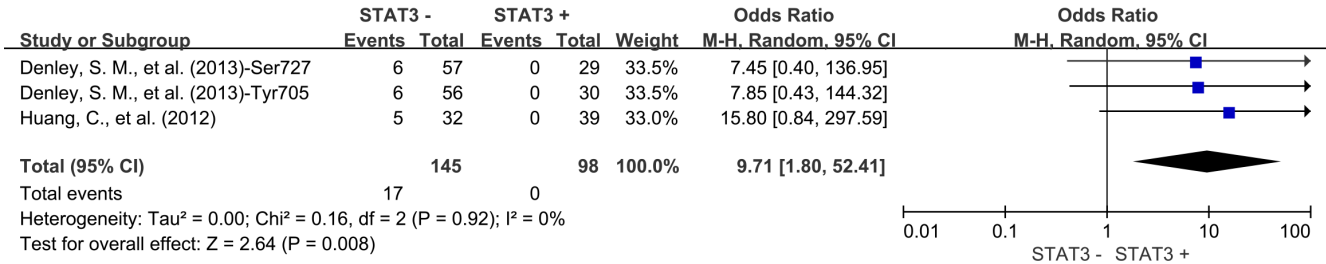 STAT3 - STAT3 + Odds Ratio Odds Ratio
Study or Subgroup Events Total Events Total Weight M-H, Random, 95% CI M-H, Random, 95% CI
Denley, S. M., et al. (2013)-Ser727 6 57 0 29 33.5% 7.45 [0.40, 136.95]
Denley, S. M., et al. (2013)-Tyr705 6 56 0 30 33.5% 7.85 [0.43, 144.32]
Huang, C., et al. (2012) 5 32 0 39 33.0% 15.80 [0.84, 297.59]
Total (95% CI) 145 98 100.0% 9.71 [1.80, 52.41]
Total events 17 0
Heterogeneity: Tau² = 0.00; Chi² = 0.16, df = 2 (P = 0.92); I² = 0%
Test for overall effect: Z = 2.64 (P = 0.008)
0.01 0.1 1 10 100
STAT3 - STAT3 +